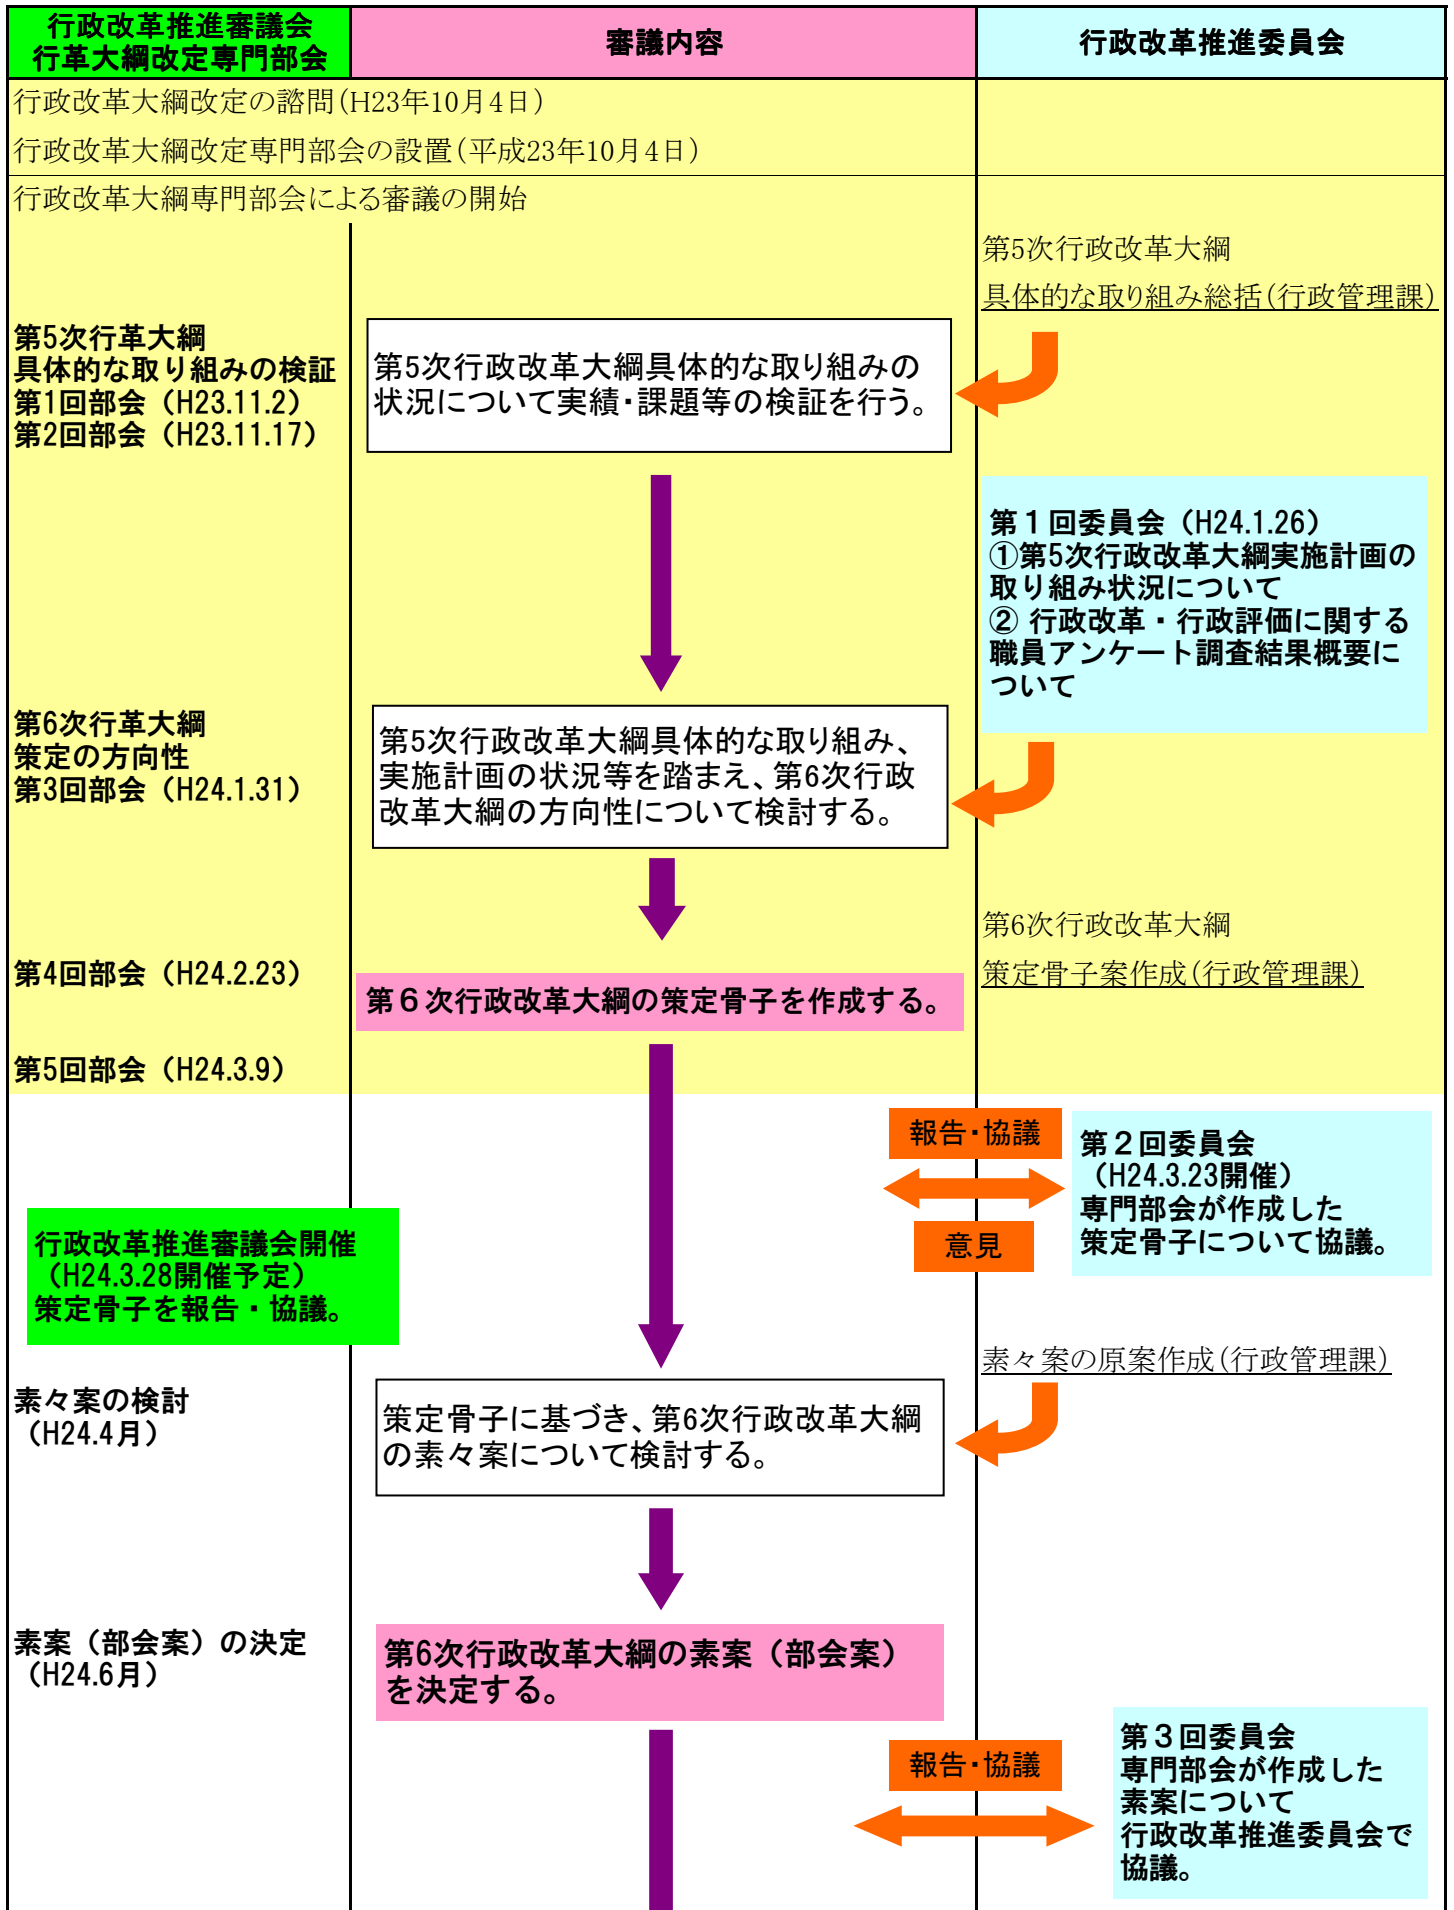 行政改革推進審議会
行革大綱改定専門部会
審議内容
行政改革推進委員会
行政改革大綱改定の諮問（H23年10月4日）
行政改革大綱改定専門部会の設置（平成23年10月4日）
行政改革大綱専門部会による審議の開始
第5次行政改革大綱
具体的な取り組み総括（行政管理課）
第5次行革大綱
具体的な取り組みの検証
第1回部会（H23.11.2）
第2回部会（H23.11.17）
第5次行政改革大綱具体的な取り組みの
状況について実績・課題等の検証を行う。
第１回委員会（H24.1.26）
①第5次行政改革大綱実施計画の
取り組み状況について
② 行政改革・行政評価に関する
職員アンケート調査結果概要に
ついて
第6次行革大綱
策定の方向性
第3回部会（H24.1.31）
第5次行政改革大綱具体的な取り組み、
実施計画の状況等を踏まえ、第6次行政
改革大綱の方向性について検討する。
第6次行政改革大綱
策定骨子案作成（行政管理課）
第4回部会（H24.2.23）
第６次行政改革大綱の策定骨子を作成する。
第5回部会（H24.3.9）
報告・協議
意見
第２回委員会
（H24.3.23開催）
専門部会が作成した
策定骨子について協議。
行政改革推進審議会開催
（H24.3.28開催予定）
策定骨子を報告・協議。
素々案の原案作成（行政管理課）
素々案の検討
（H24.4月）
策定骨子に基づき、第6次行政改革大綱
の素々案について検討する。
素案（部会案）の決定
（H24.6月）
第6次行政改革大綱の素案（部会案）
を決定する。
報告・協議
第３回委員会
専門部会が作成した
素案について
行政改革推進委員会で
協議。